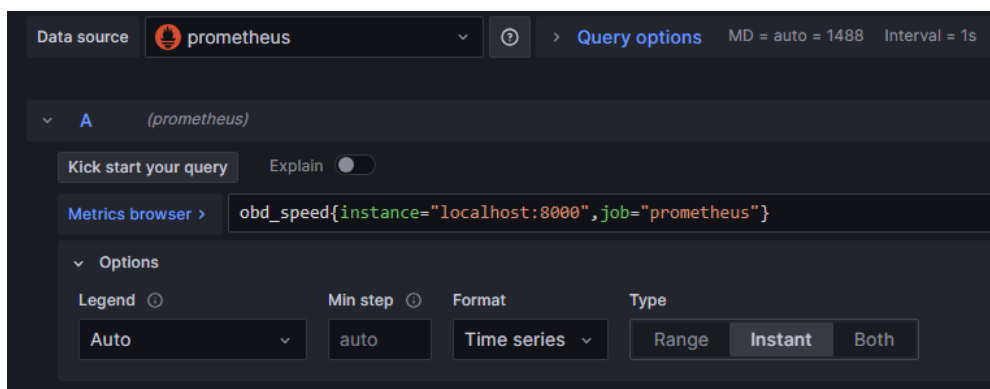 Data source prometheus > Query options MD = auto = 1488 Interval = 1s
A (prometheus)
Kick start your query Explain
Metrics browser > obd_speed{instance="localhost:8000",job="prometheus"}
Options
Legend Min step Format Type
Auto auto Time series Range Instant Both